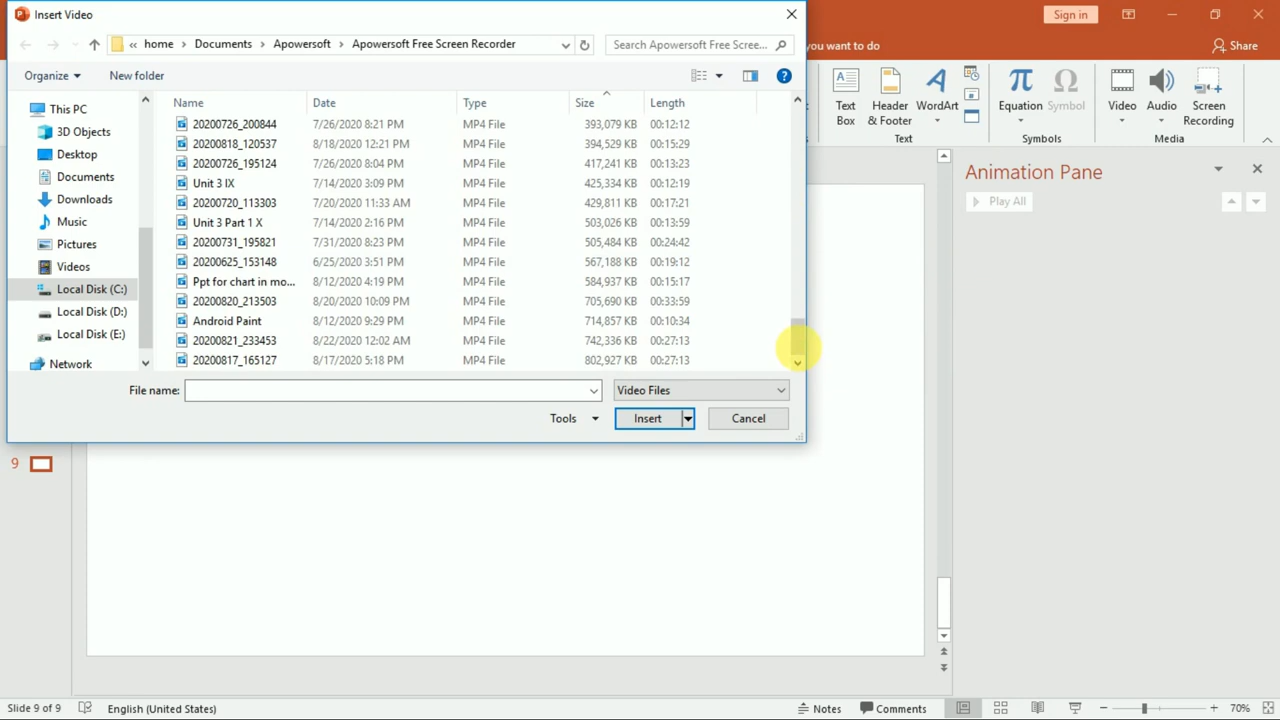 Insert Video
Sign in
home Documents Apowersoft Apowersoft Free Screen Recorder
Search Apowersoft Free Scree...
you want to do
Share
Organize
New folder
?
Text Box
Header & Footer
WordArt
Equation
Symbol
Video
Audio
Screen Recording
Text
Symbols
Media
Name Date Type Size Length
20200726_200844 7/26/2020 8:21 PM MP4 File 393,079 KB 00:12:12
20200818_120537 8/18/2020 12:21 PM MP4 File 394,529 KB 00:15:29
20200726_195124 7/26/2020 8:04 PM MP4 File 417,241 KB 00:13:23
Unit 3 IX 7/14/2020 3:09 PM MP4 File 425,334 KB 00:12:19
20200720_113303 7/20/2020 11:33 AM MP4 File 429,811 KB 00:17:21
Unit 3 Part 1 X 7/14/2020 2:16 PM MP4 File 503,026 KB 00:13:59
20200731_195821 7/31/2020 8:23 PM MP4 File 505,484 KB 00:24:42
20200625_153148 6/25/2020 3:51 PM MP4 File 567,188 KB 00:19:12
Ppt for chart in mo... 8/12/2020 4:19 PM MP4 File 584,937 KB 00:15:17
20200820_213503 8/20/2020 10:09 PM MP4 File 705,690 KB 00:33:59
Android Paint 8/12/2020 9:29 PM MP4 File 714,857 KB 00:10:34
20200821_233453 8/22/2020 12:02 AM MP4 File 742,336 KB 00:27:13
20200817_165127 8/17/2020 5:18 PM MP4 File 802,927 KB 00:27:13
This PC
3D Objects
Desktop
Documents
Downloads
Music
Pictures
Videos
Local Disk (C:)
Local Disk (D:)
Local Disk (E:)
Network
File name:
Video Files
Tools
Insert
Cancel
Animation Pane
Play All
9
Slide 9 of 9
English (United States)
Notes
Comments
70%